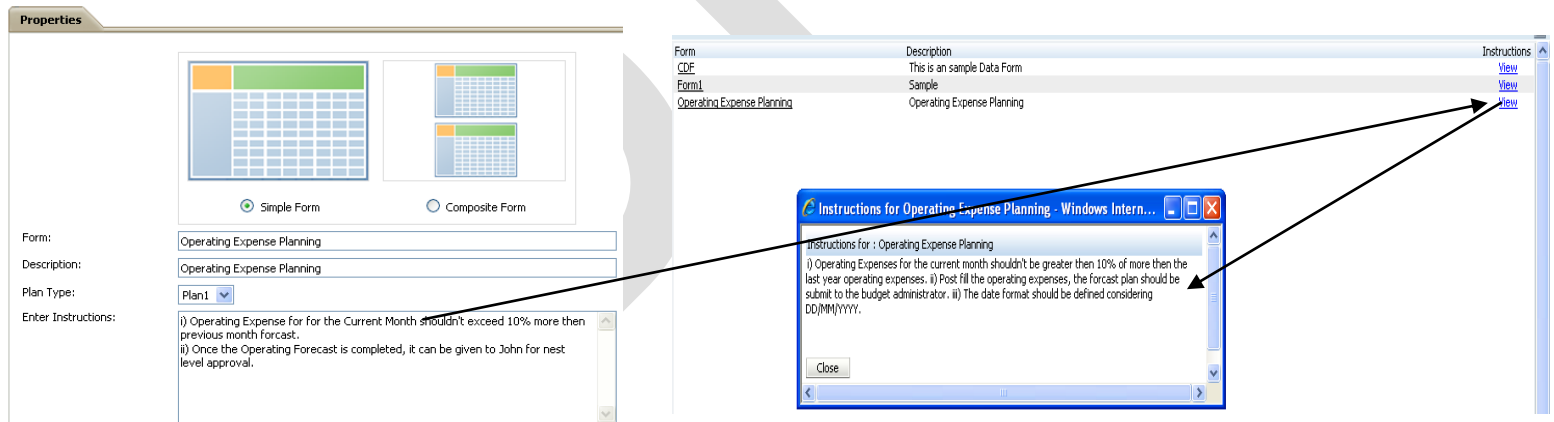 Properties
Simple Form
Composite Form
Form:
Operating Expense Planning
Description:
Operating Expense Planning
Plan Type:
Plan1
Enter Instructions:
i) Operating Expense for for the Current Month shouldn't exceed 10% more then
previous month forcast.
ii) Once the Operating Forecast is completed, it can be given to John for nest
level approval.
Form Description Instructions
CDF This is an sample Data Form View
Form1 Sample View
Operating Expense Planning Operating Expense Planning View
Instructions for Operating Expense Planning - Windows Intern...
Instructions for : Operating Expense Planning
i) Operating Expenses for the current month shouldn't be greater then 10% of more then the
last year operating expenses. ii) Post fill the operating expenses, the forcast plan should be
submit to the budget administrator. iii) The date format should be defined considering
DD/MM/YYYY.
Close